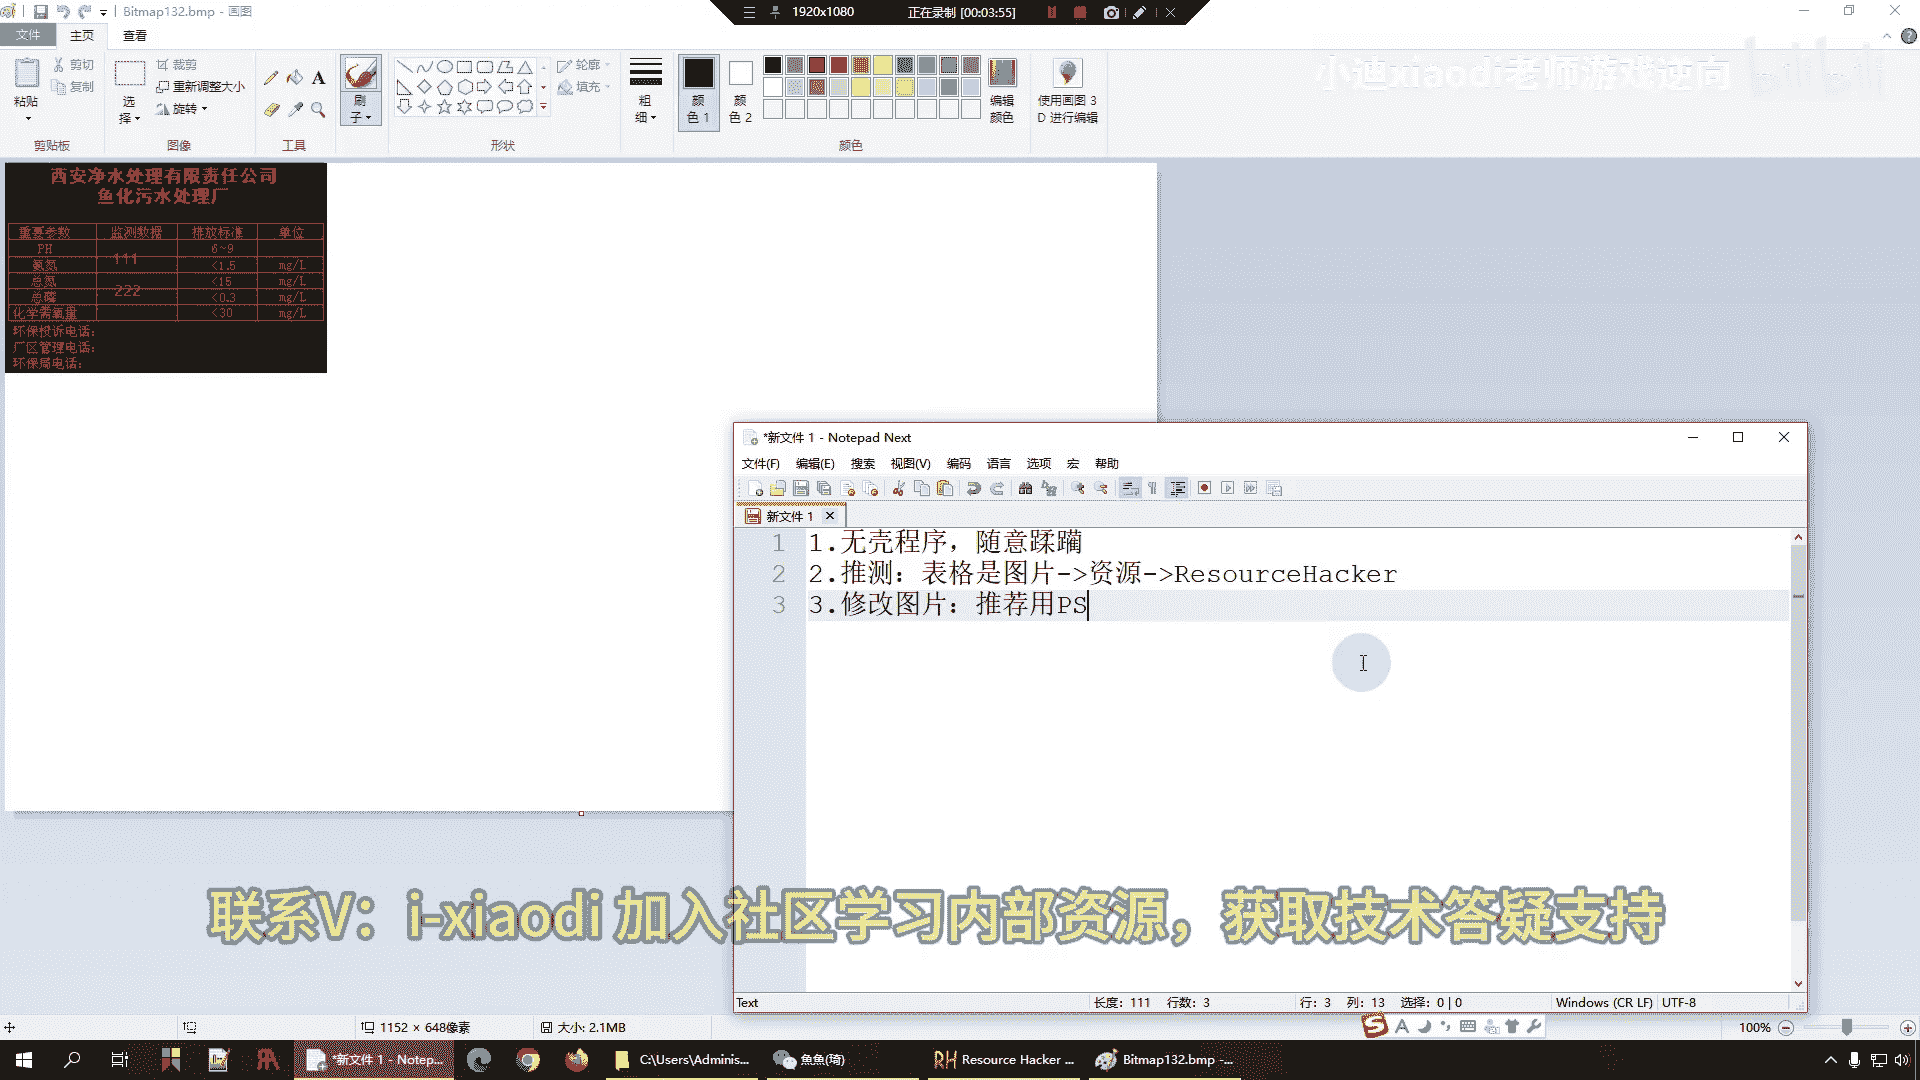 Bitmap132.bmp - 画图
1920x1080
正在录制 [00:03:55]
文件
主页
查看
粘贴
剪切
复制
剪贴板
选择
裁剪
重新调整大小
旋转
图像
A
工具
刷子
形状
轮廓
填充
粗细
颜色 1
颜色 2
颜色
编辑颜色
使用画图 3D 进行编辑
小迪xiaodi老师游戏逆向
西安净水处理有限责任公司
鱼化污水处理厂
重要参数 监测数据 排放标准 单位
PH 6~9
111
氨氮 <1.5 mg/L
总氮 <15 mg/L
222
总磷 <0.3 mg/L
化学需氧量 <30 mg/L
环保投诉电话:
厂区管理电话:
环保局电话:
*新文件 1 - Notepad Next
文件(F) 编辑(E) 搜索 视图(V) 编码 语言 选项 宏 帮助
新文件 1
1 1.无壳程序，随意蹂躏
2 2.推测：表格是图片->资源->ResourceHacker
3 3.修改图片：推荐用PS
联系V：i-xiaodi 加入社区学习内部资源，获取技术答疑支持
Text
长度：111 行数：3
行：3 列：13 选择：0 | 0
Windows (CR LF)
UTF-8
1152 × 648像素
大小: 2.1MB
100%
*新文件 1 - Notep...
C:\Users\Adminis...
魚魚(琦)
RH Resource Hacker ...
Bitmap132.bmp -...